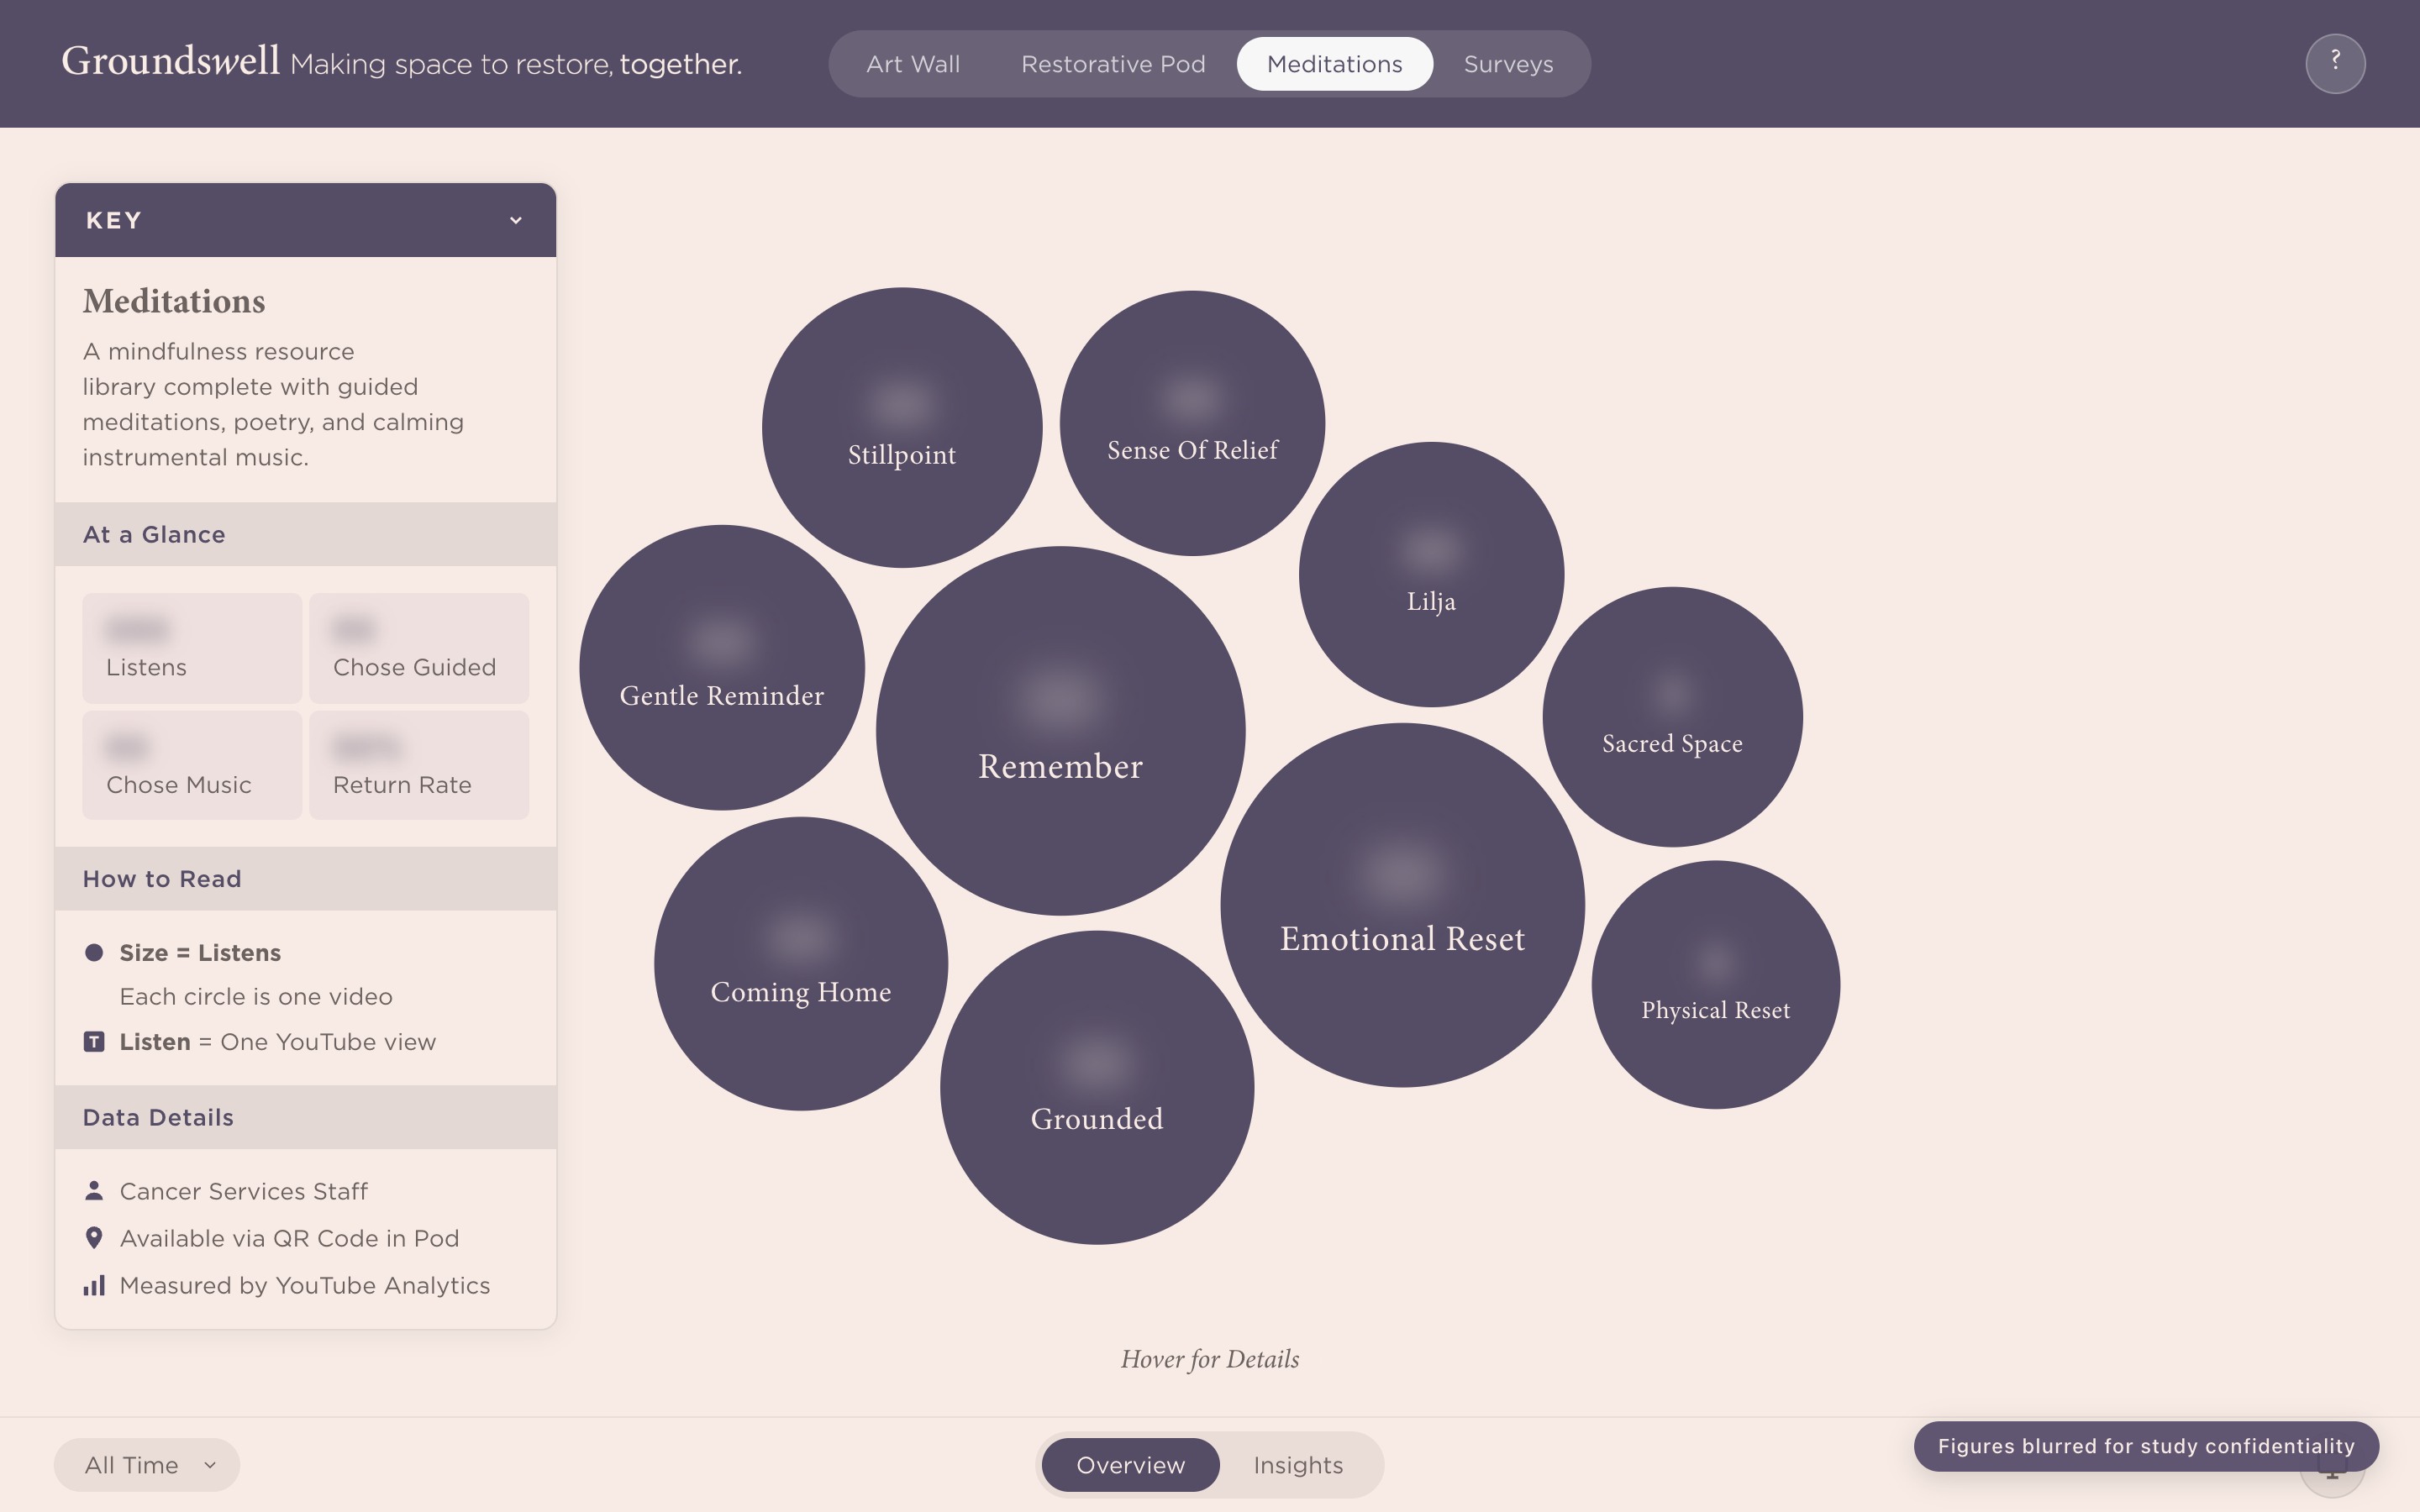 Groundswell Making space to restore, together.
Art Wall
Restorative Pod
Meditations
Surveys
?
KEY
Meditations
A mindfulness resource
library complete with guided
meditations, poetry, and calming
instrumental music.
At a Glance
Listens
Chose Guided
Chose Music
Return Rate
How to Read
Size = Listens
Each circle is one video
T Listen = One YouTube view
Data Details
Cancer Services Staff
Available via QR Code in Pod
Measured by YouTube Analytics
Stillpoint
Sense Of Relief
Lilja
Gentle Reminder
Remember
Sacred Space
Emotional Reset
Coming Home
Physical Reset
Grounded
Hover for Details
All Time
Overview
Insights
Figures blurred for study confidentiality